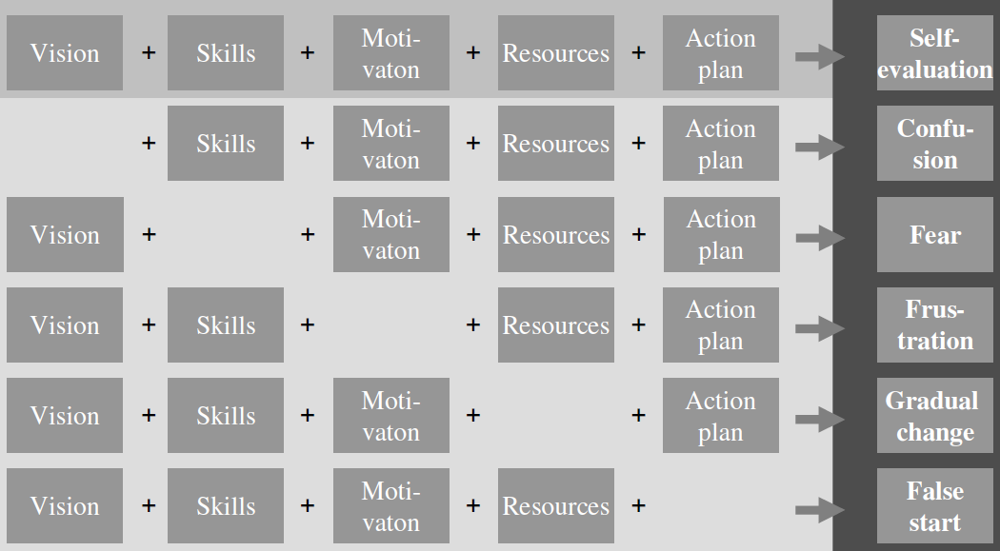 Vision + Skills + Moti-
vaton + Resources + Action
plan Self-
evaluation
+ Skills + Moti-
vaton + Resources + Action
plan Confu-
sion
Vision + + Moti-
vaton + Resources + Action
plan Fear
Vision + Skills + + Resources + Action
plan Frus-
tration
Vision + Skills + Moti-
vaton + + Action
plan Gradual
change
Vision + Skills + Moti-
vaton + Resources + False
start